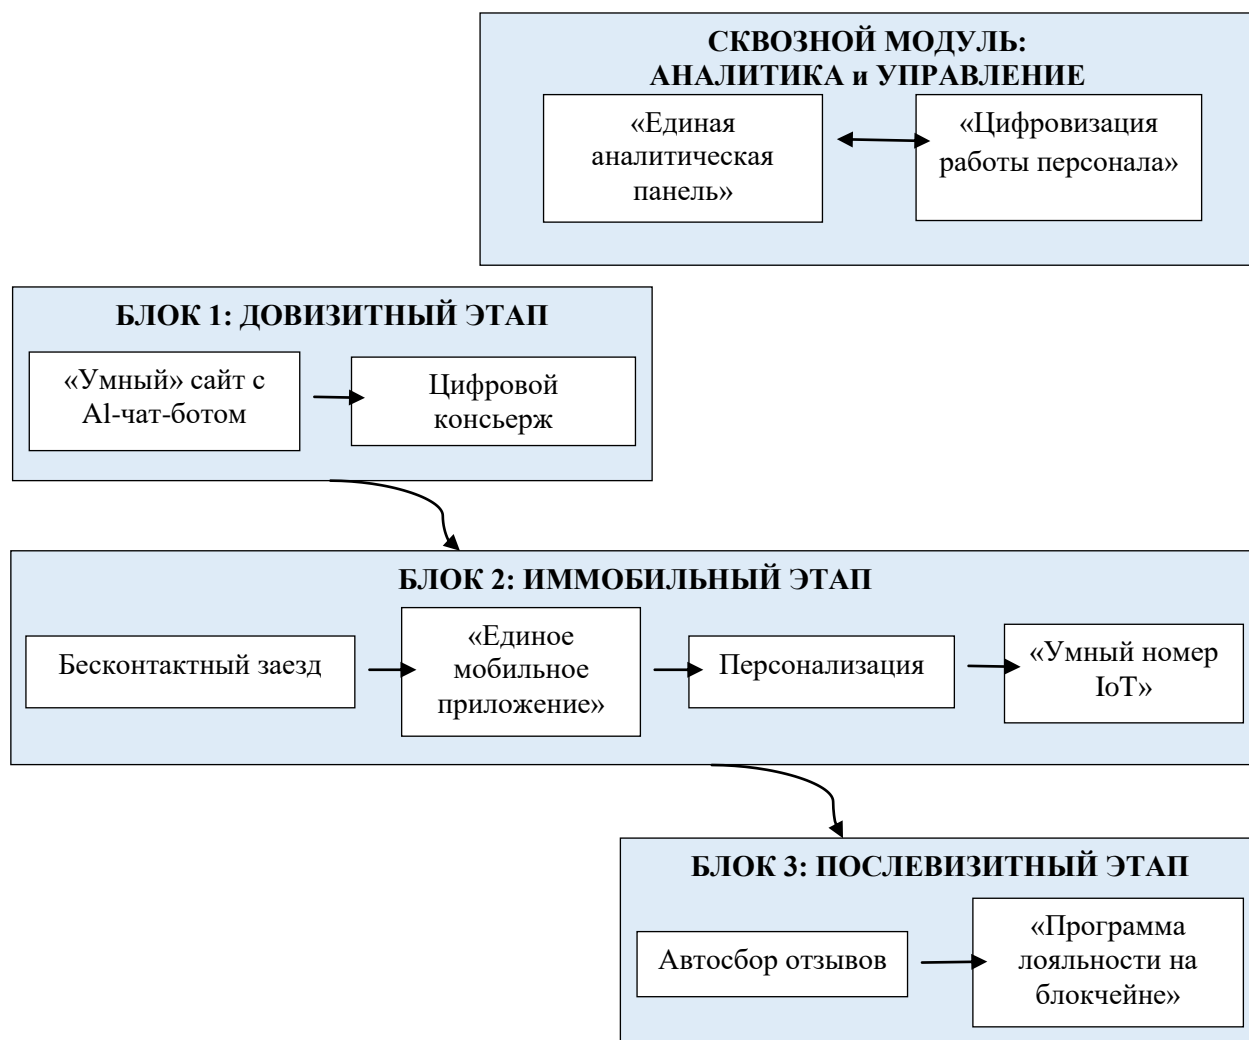 СКВОЗНОЙ МОДУЛЬ:
АНАЛИТИКА и УПРАВЛЕНИЕ
«Единая
аналитическая
панель»
«Цифровизация
работы персонала»
БЛОК 1: ДОВИЗИТНЫЙ ЭТАП
«Умный» сайт с
Al-чат-ботом
Цифровой
консьерж
БЛОК 2: ИММОБИЛЬНЫЙ ЭТАП
Бесконтактный заезд
«Единое
мобильное
приложение»
Персонализация
«Умный номер
IoT»
БЛОК 3: ПОСЛЕВИЗИТНЫЙ ЭТАП
Автосбор отзывов
«Программа
лояльности на
блокчейне»